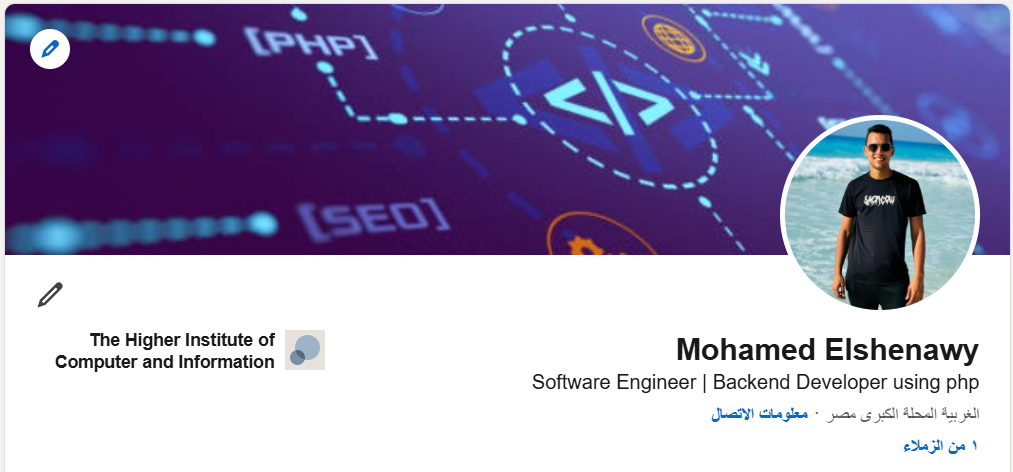 [PHP]
</>
[SEO]
The Higher Institute of
Computer and Information
Mohamed Elshenawy
Software Engineer | Backend Developer using php
الغربية المحلة الكبرى مصر · معلومات الاتصال
١ من الزملاء